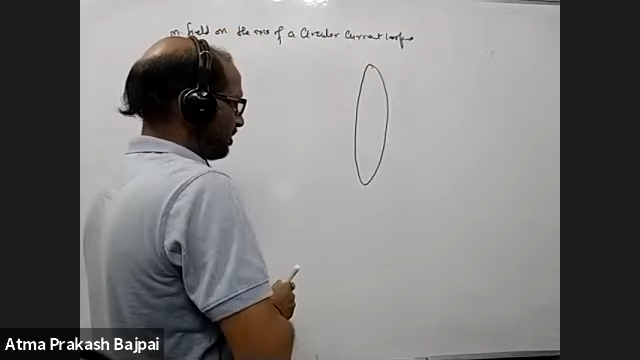 m. field on the axis of a Circular Current loop
Atma Prakash Bajpai